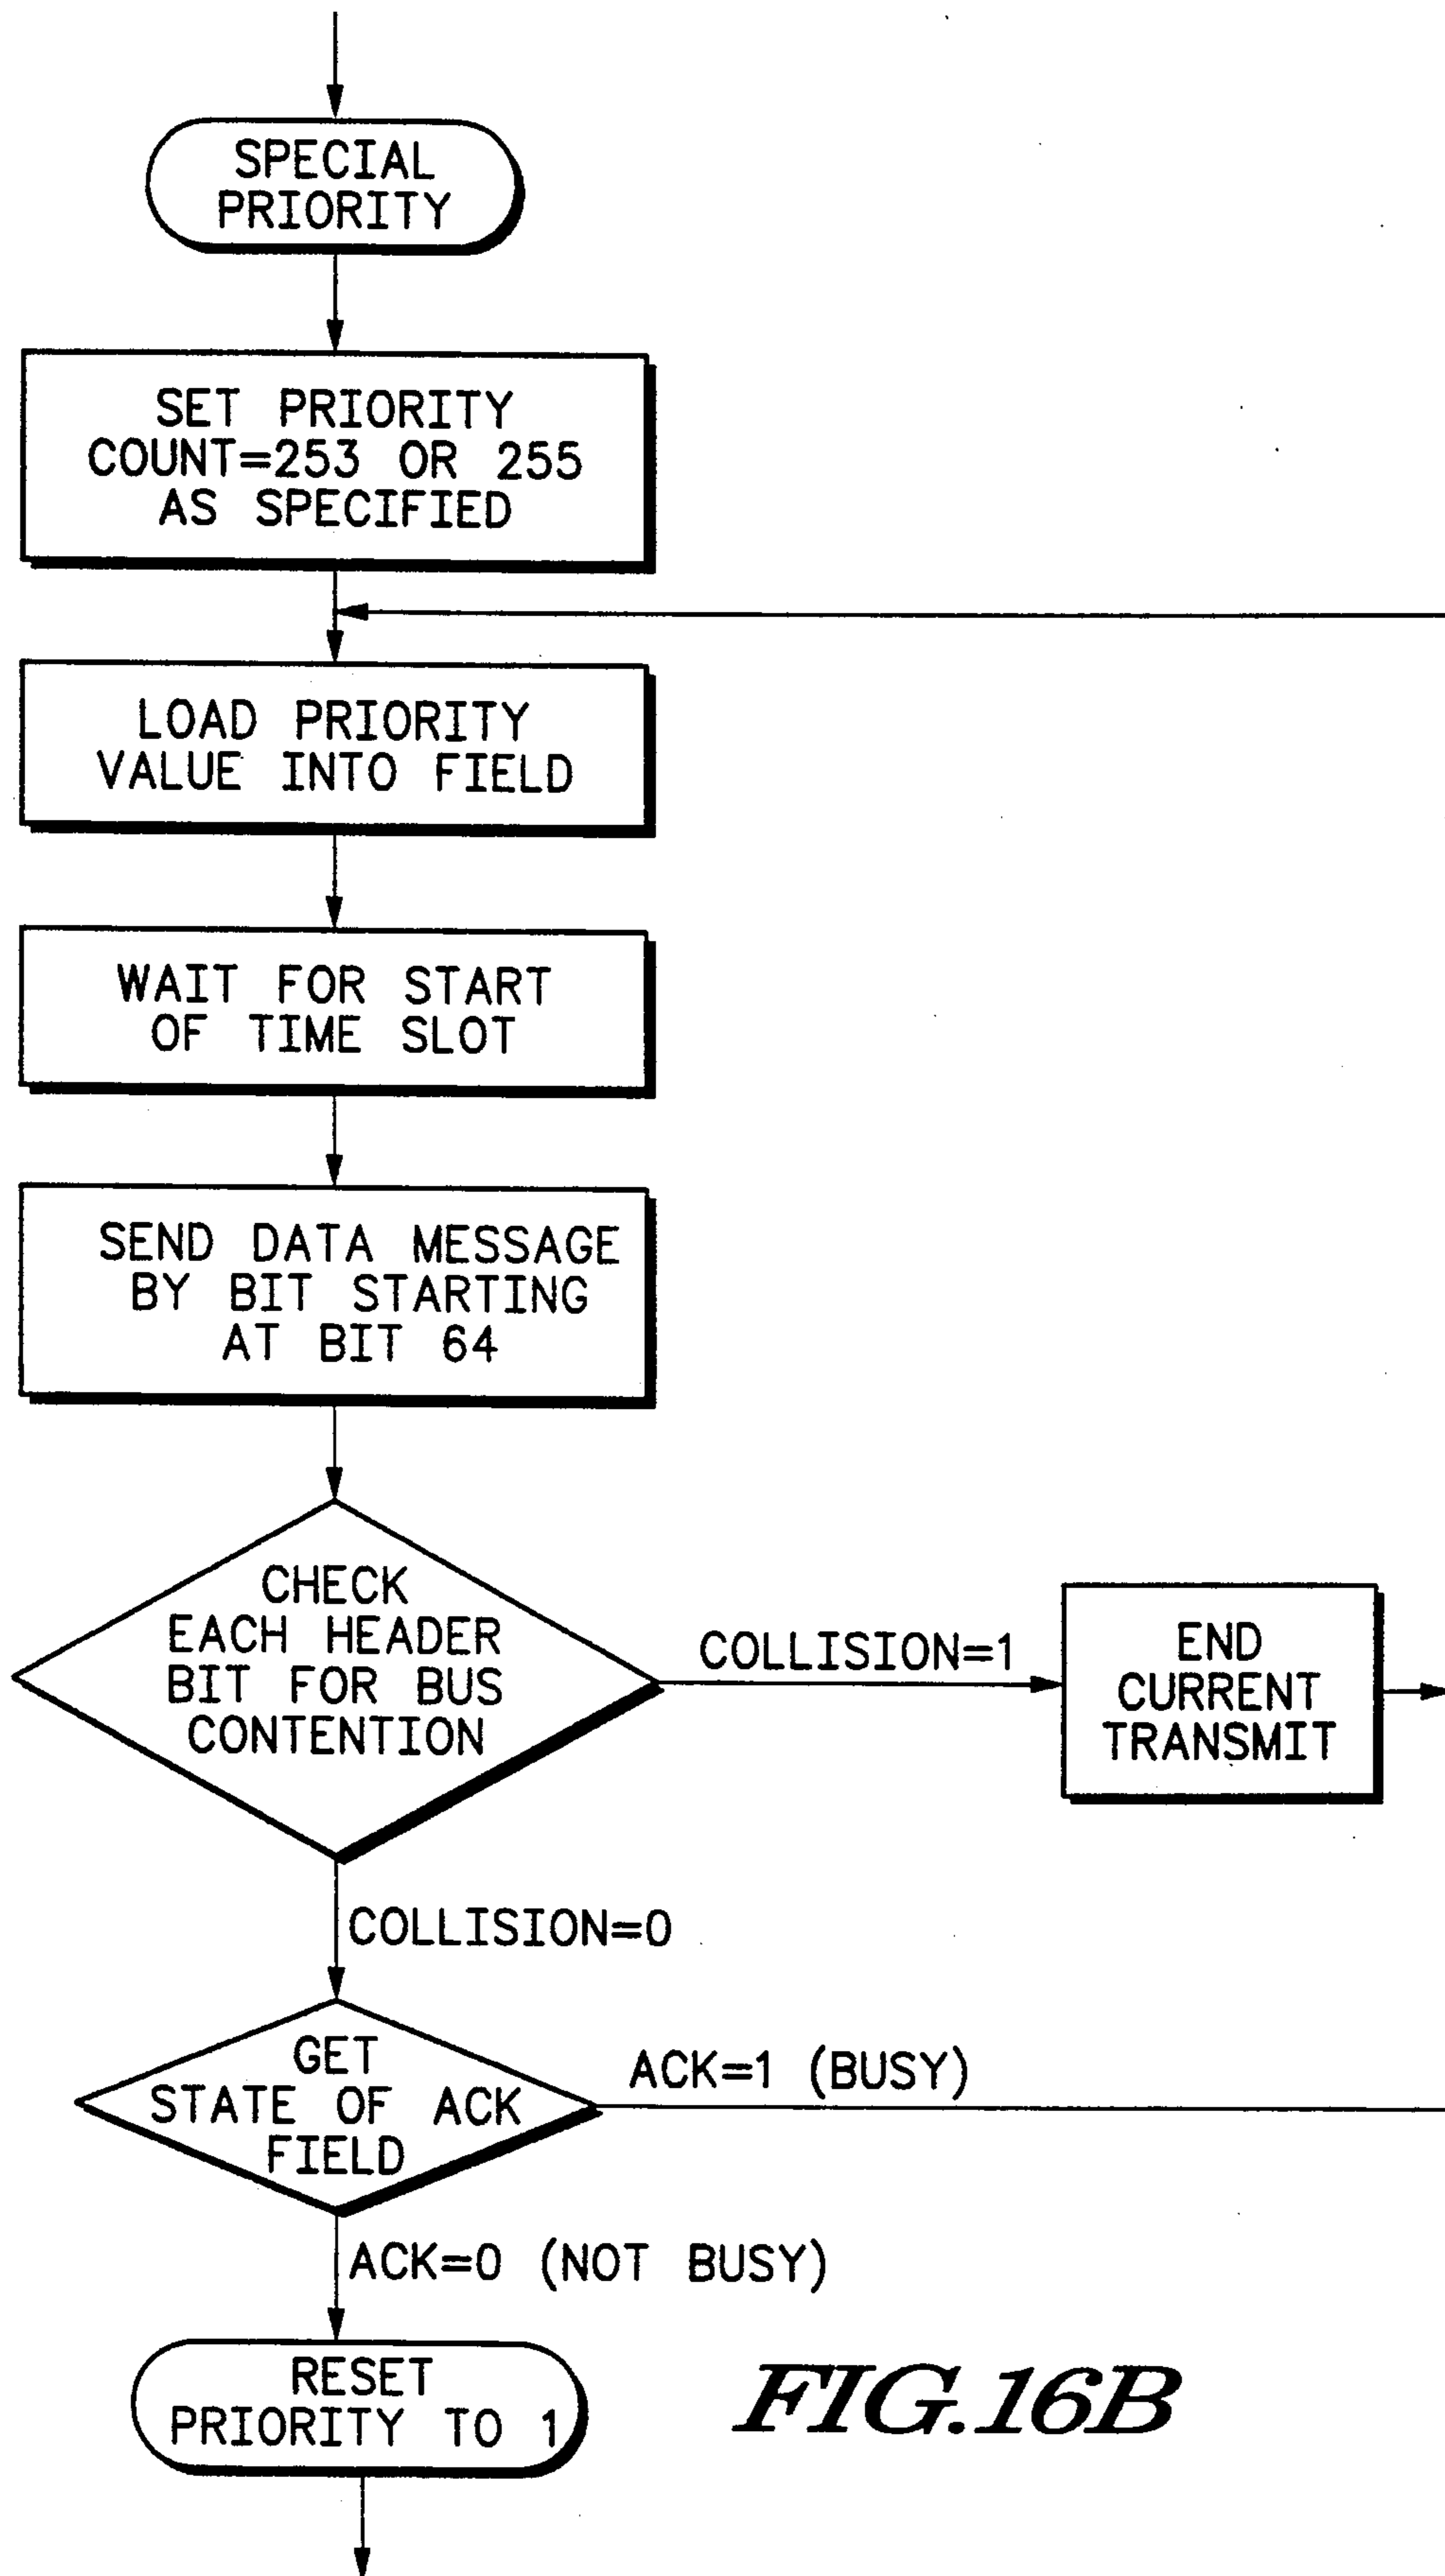 SPECIAL
PRIORITY
SET PRIORITY
COUNT=253 OR 255
AS SPECIFIED
LOAD PRIORITY
VALUE INTO FIELD
WAIT FOR START
OF TIME SLOT
SEND DATA MESSAGE
BY BIT STARTING
AT BIT 64
CHECK
EACH HEADER
BIT FOR BUS
CONTENTION
COLLISION=1
END
CURRENT
TRANSMIT
COLLISION=0
GET
STATE OF ACK
FIELD
ACK=1 (BUSY)
ACK=0 (NOT BUSY)
RESET
PRIORITY TO 1
FIG.16B